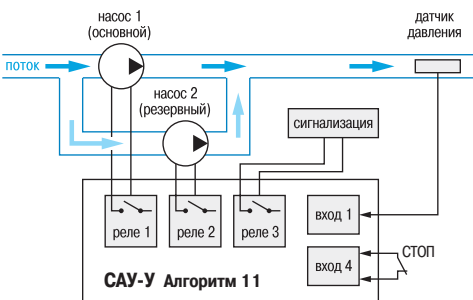 насос 1
(основной)
датчик
давления
поток
насос 2
(резервный)
сигнализация
реле 1
реле 2
реле 3
вход 1
вход 4
СТОП
САУ-У Алгоритм 11